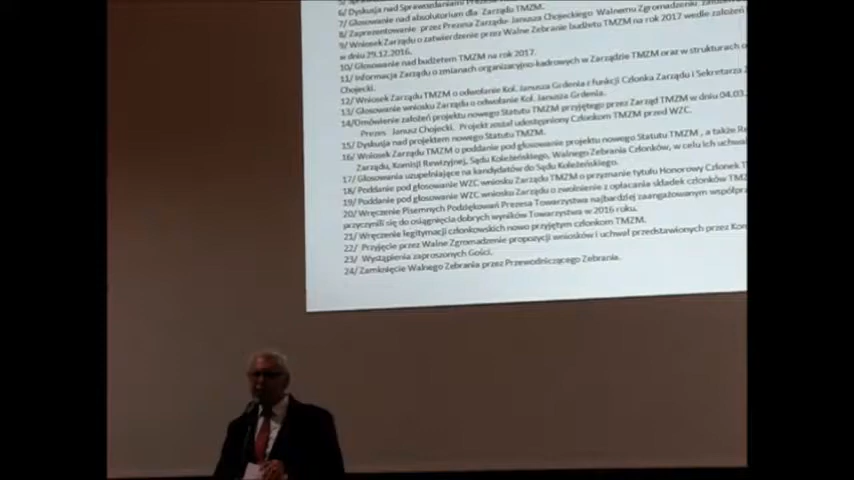 6/ Dyskusja nad Sprawozdaniami Prezesa
7/ Głosowanie nad absolutorium dla Zarządu TMZM.
8/ Zaprezentowanie przez Prezesa Zarządu- Janusza Chojeckiego Walnemu Zgromadzeniu
9/ Wniosek Zarządu o zatwierdzenie przez Walne Zebranie budżetu TMZM na rok 2017 wedle założeń
w dniu 29.12.2016.
10/ Głosowanie nad budżetem TMZM na rok 2017.
11/ Informacja Zarządu o zmianach organizacyjno-kadrowych w Zarządzie TMZM oraz w strukturach
Chojecki.
12/ Wniosek Zarządu TMZM o odwołanie Kol. Janusza Grdenia z funkcji Członka Zarządu i Sekretarza
13/ Głosowanie wniosku Zarządu o odwołanie Kol. Janusza Grdenia.
14/Omówienie założeń projektu nowego Statutu TMZM przyjętego przez Zarząd TMZM w dniu 04.03.
Prezes Janusz Chojecki. Projekt został udostępniony Członkom TMZM przed WZC.
15/ Dyskusja nad projektem nowego Statutu TMZM.
16/ Wniosek Zarządu TMZM o poddanie pod głosowanie projektu nowego Statutu TMZM , a także
Zarządu, Komisji Rewizyjnej, Sądu Koleżeńskiego, Walnego Zebrania Członków, w celu ich
17/ Głosowania uzupełniające na kandydatów do Sądu Koleżeńskiego.
18/ Poddanie pod głosowanie WZC wniosku Zarządu TMZM o przyznanie tytułu Honorowy Członek
19/ Poddanie pod głosowanie WZC wniosku Zarządu o zwolnienie z opłacania składek członków
20/ Wręczenie Pisemnych Podziękowań Prezesa Towarzystwa najbardziej zaangażowanym
przyczynili się do osiągnięcia dobrych wyników Towarzystwa w 2016 roku.
21/ Wręczenie legitymacji członkowskich nowo przyjętym członkom TMZM.
22/ Przyjęcie przez Walne Zgromadzenie propozycji wniosków i uchwał przedstawionych przez
23/ Wystąpienia zaproszonych Gości.
24/ Zamknięcie Walnego Zebrania przez Przewodniczącego Zebrania.